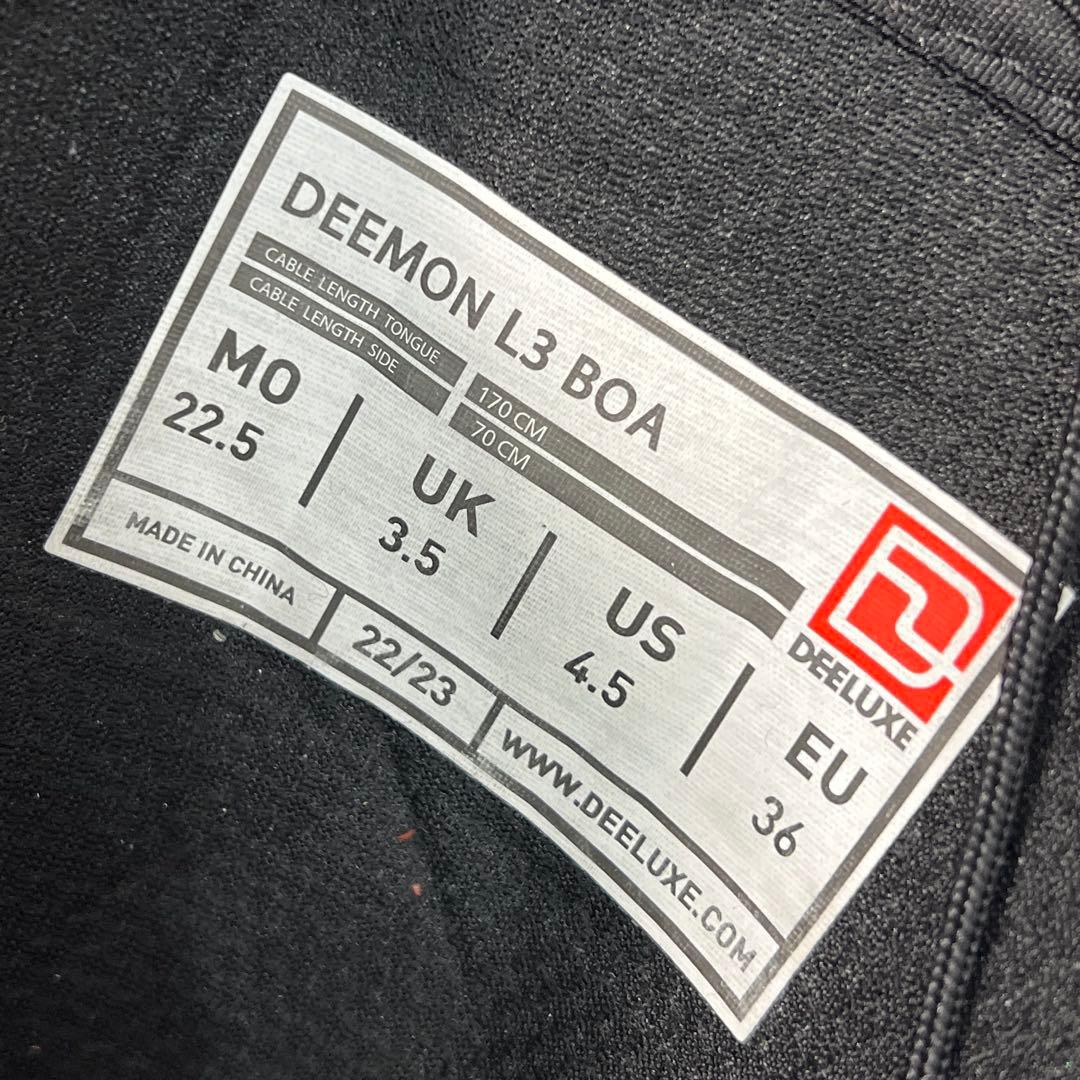 DEEMON L3 BOA
CABLE LENGTH TONGUE 170 CM
CABLE LENGTH SIDE 70 CM
MO UK US EU
22.5 3.5 4.5 36
DEELUXE
MADE IN CHINA 22/23 WWW.DEELUXE.COM